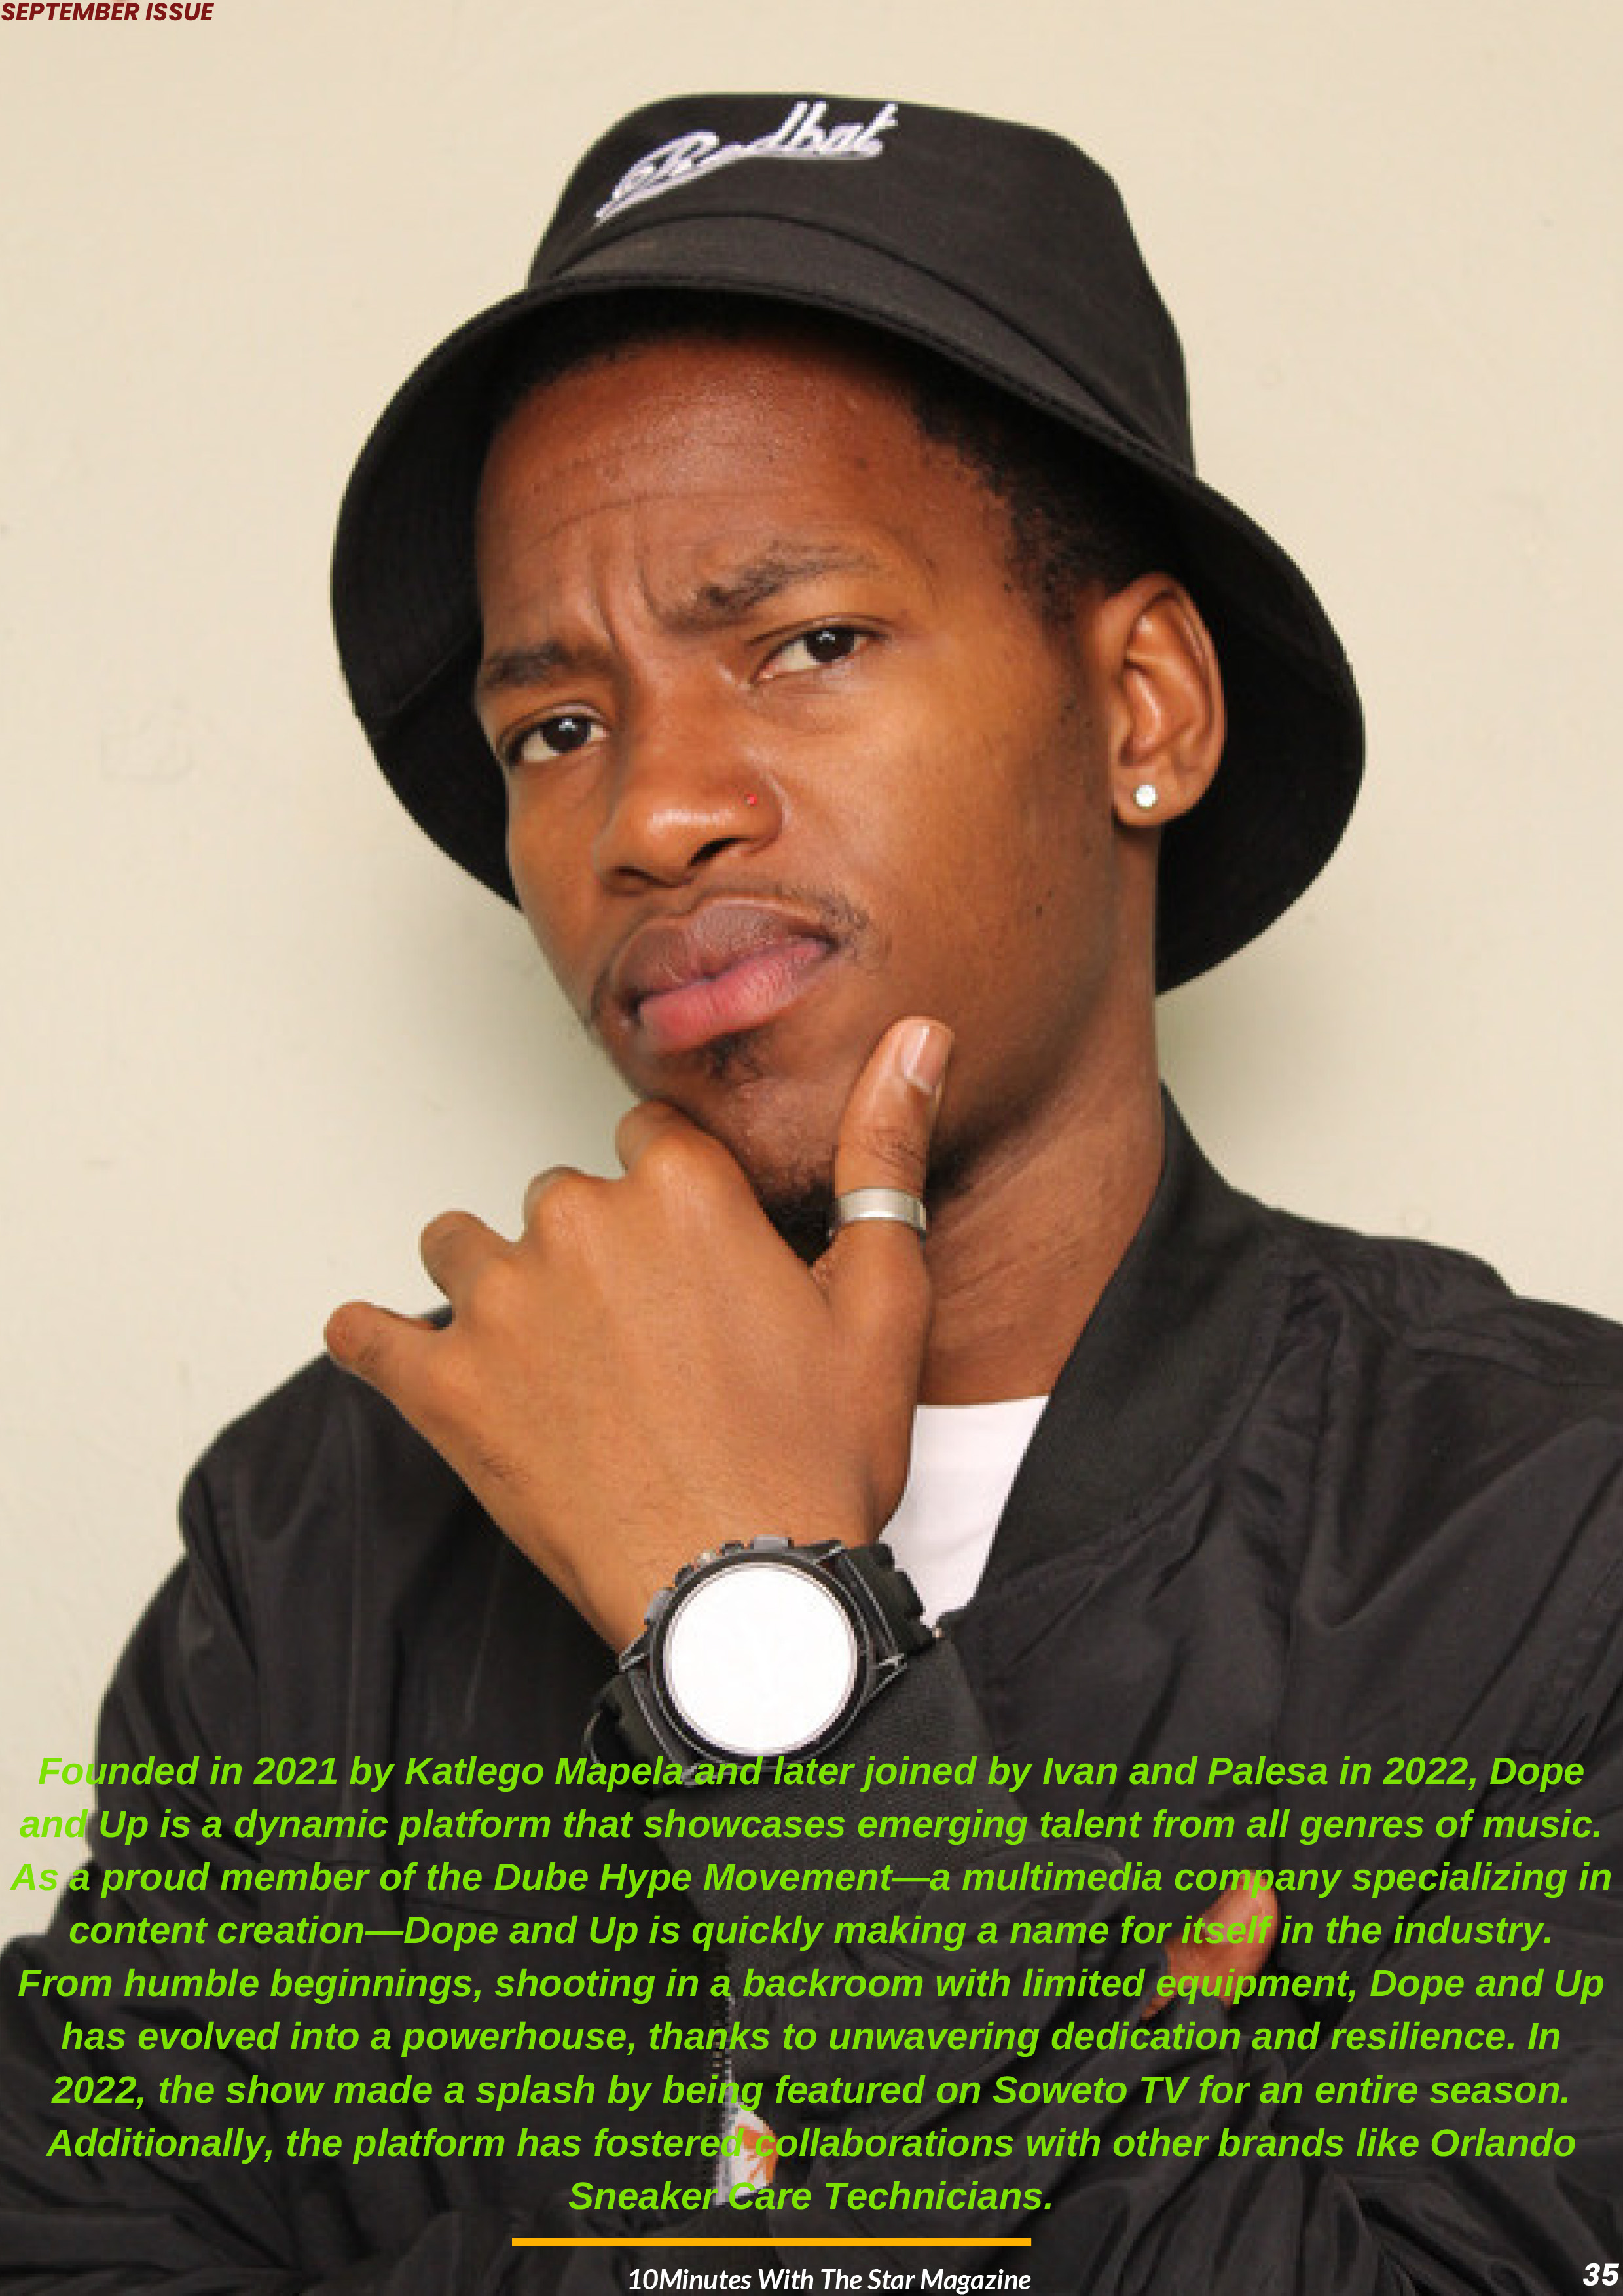 SEPTEMBER ISSUE
Badhat
Founded in 2021 by Katlego Mapela and later joined by Ivan and Palesa in 2022, Dope
and Up is a dynamic platform that showcases emerging talent from all genres of music.
As a proud member of the Dube Hype Movement—a multimedia company specializing in
content creation—Dope and Up is quickly making a name for itself in the industry.
From humble beginnings, shooting in a backroom with limited equipment, Dope and Up
has evolved into a powerhouse, thanks to unwavering dedication and resilience. In
2022, the show made a splash by being featured on Soweto TV for an entire season.
Additionally, the platform has fostered collaborations with other brands like Orlando
Sneaker Care Technicians.
10Minutes With The Star Magazine
35